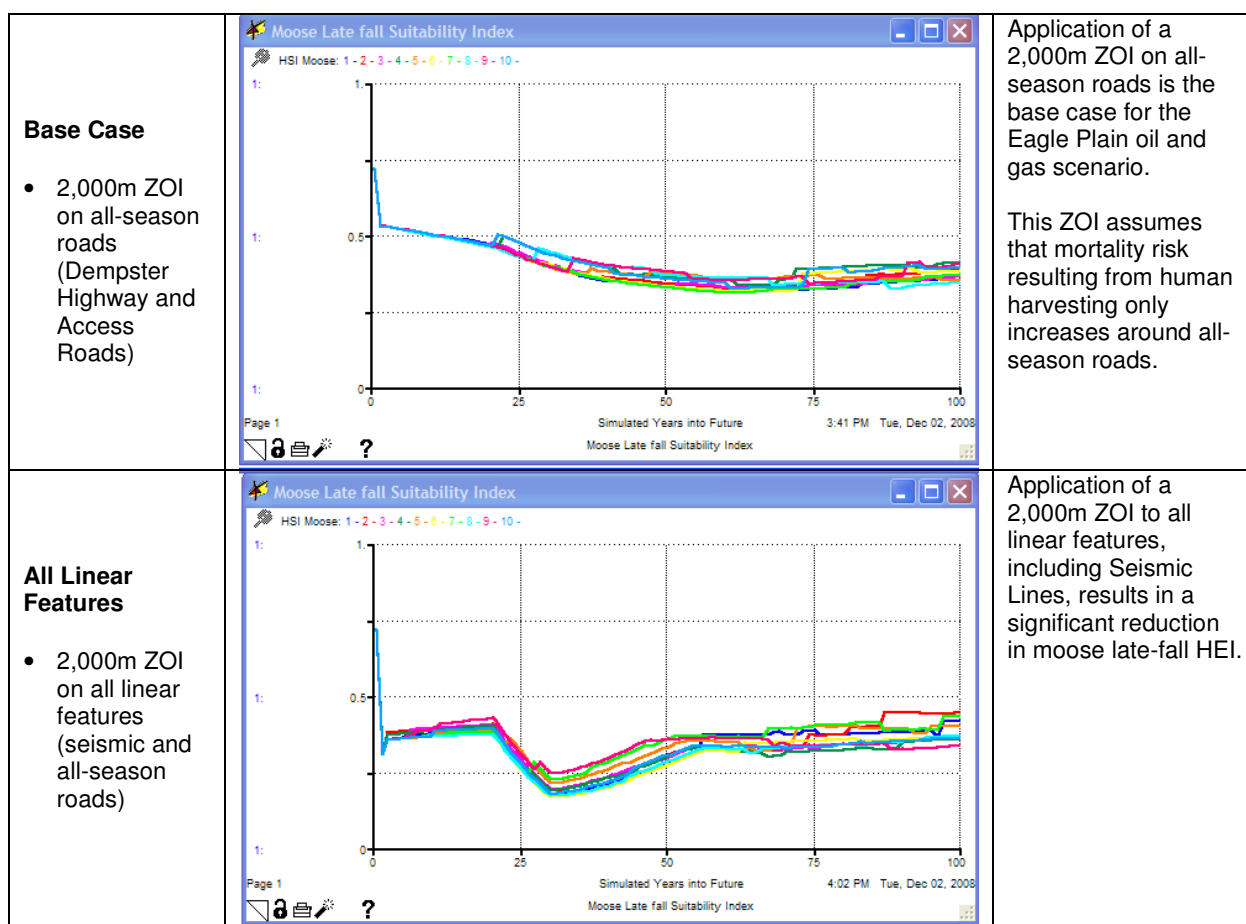 Base Case
• 2,000m ZOI
on all-season
roads
(Dempster
Highway and
Access
Roads)
Moose Late fall Suitability Index
HSI Moose: 1 - 2 - 3 - 4 - 5 - 6 - 7 - 8 - 9 - 10 -
1:
1.
1:
0.5
1:
0
0 25 50 75 100
Page 1 Simulated Years into Future 3:41 PM Tue, Dec 02, 2008
? Moose Late fall Suitability Index
Application of a
2,000m ZOI on all-
season roads is the
base case for the
Eagle Plain oil and
gas scenario.
This ZOI assumes
that mortality risk
resulting from human
harvesting only
increases around all-
season roads.
All Linear
Features
• 2,000m ZOI
on all linear
features
(seismic and
all-season
roads)
Moose Late fall Suitability Index
HSI Moose: 1 - 2 - 3 - 4 - 5 - 6 - 7 - 8 - 9 - 10 -
1:
1.
1:
0.5
1:
0
0 25 50 75 100
Page 1 Simulated Years into Future 4:02 PM Tue, Dec 02, 2008
? Moose Late fall Suitability Index
Application of a
2,000m ZOI to all
linear features,
including Seismic
Lines, results in a
significant reduction
in moose late-fall HEI.